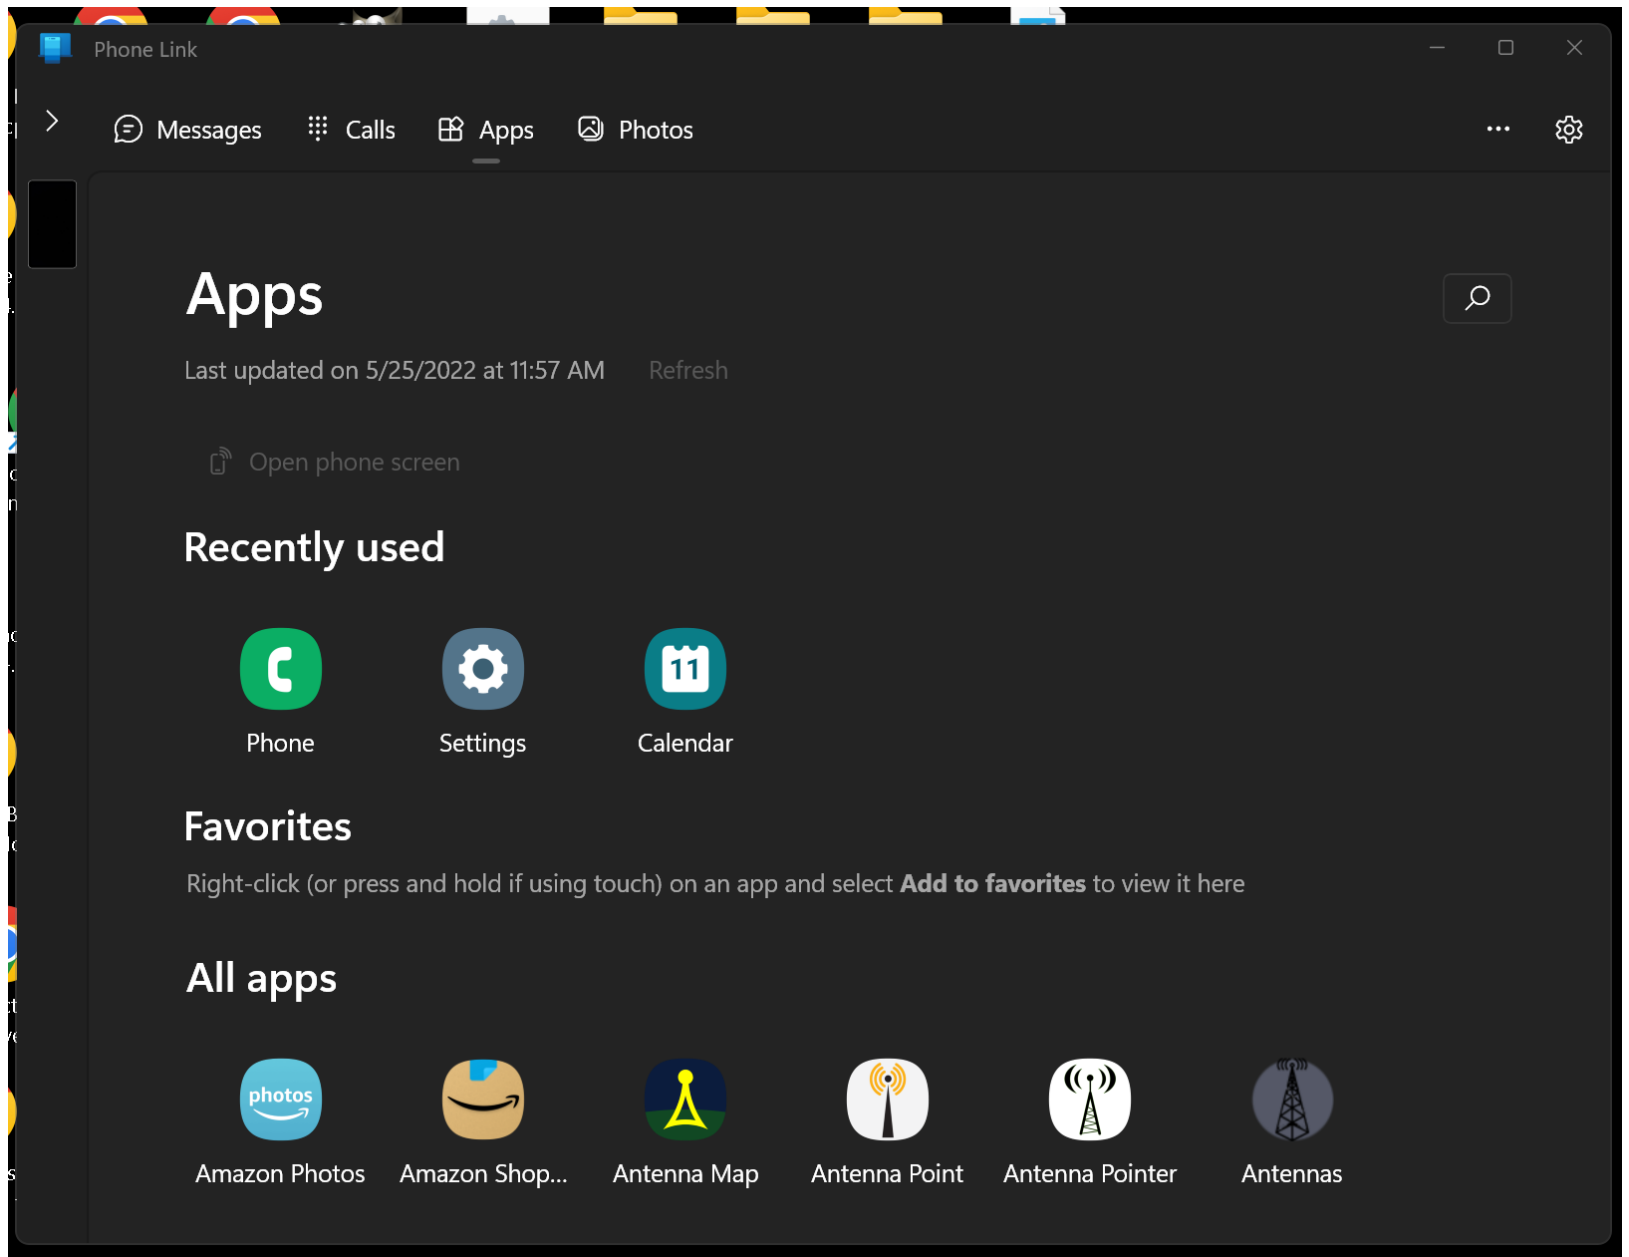 Phone Link
Messages Calls Apps Photos
Apps
Last updated on 5/25/2022 at 11:57 AM Refresh
Open phone screen
Recently used
11
Phone Settings Calendar
Favorites
Right-click (or press and hold if using touch) on an app and select Add to favorites to view it here
All apps
photos
Amazon Photos Amazon Shop... Antenna Map Antenna Point Antenna Pointer Antennas